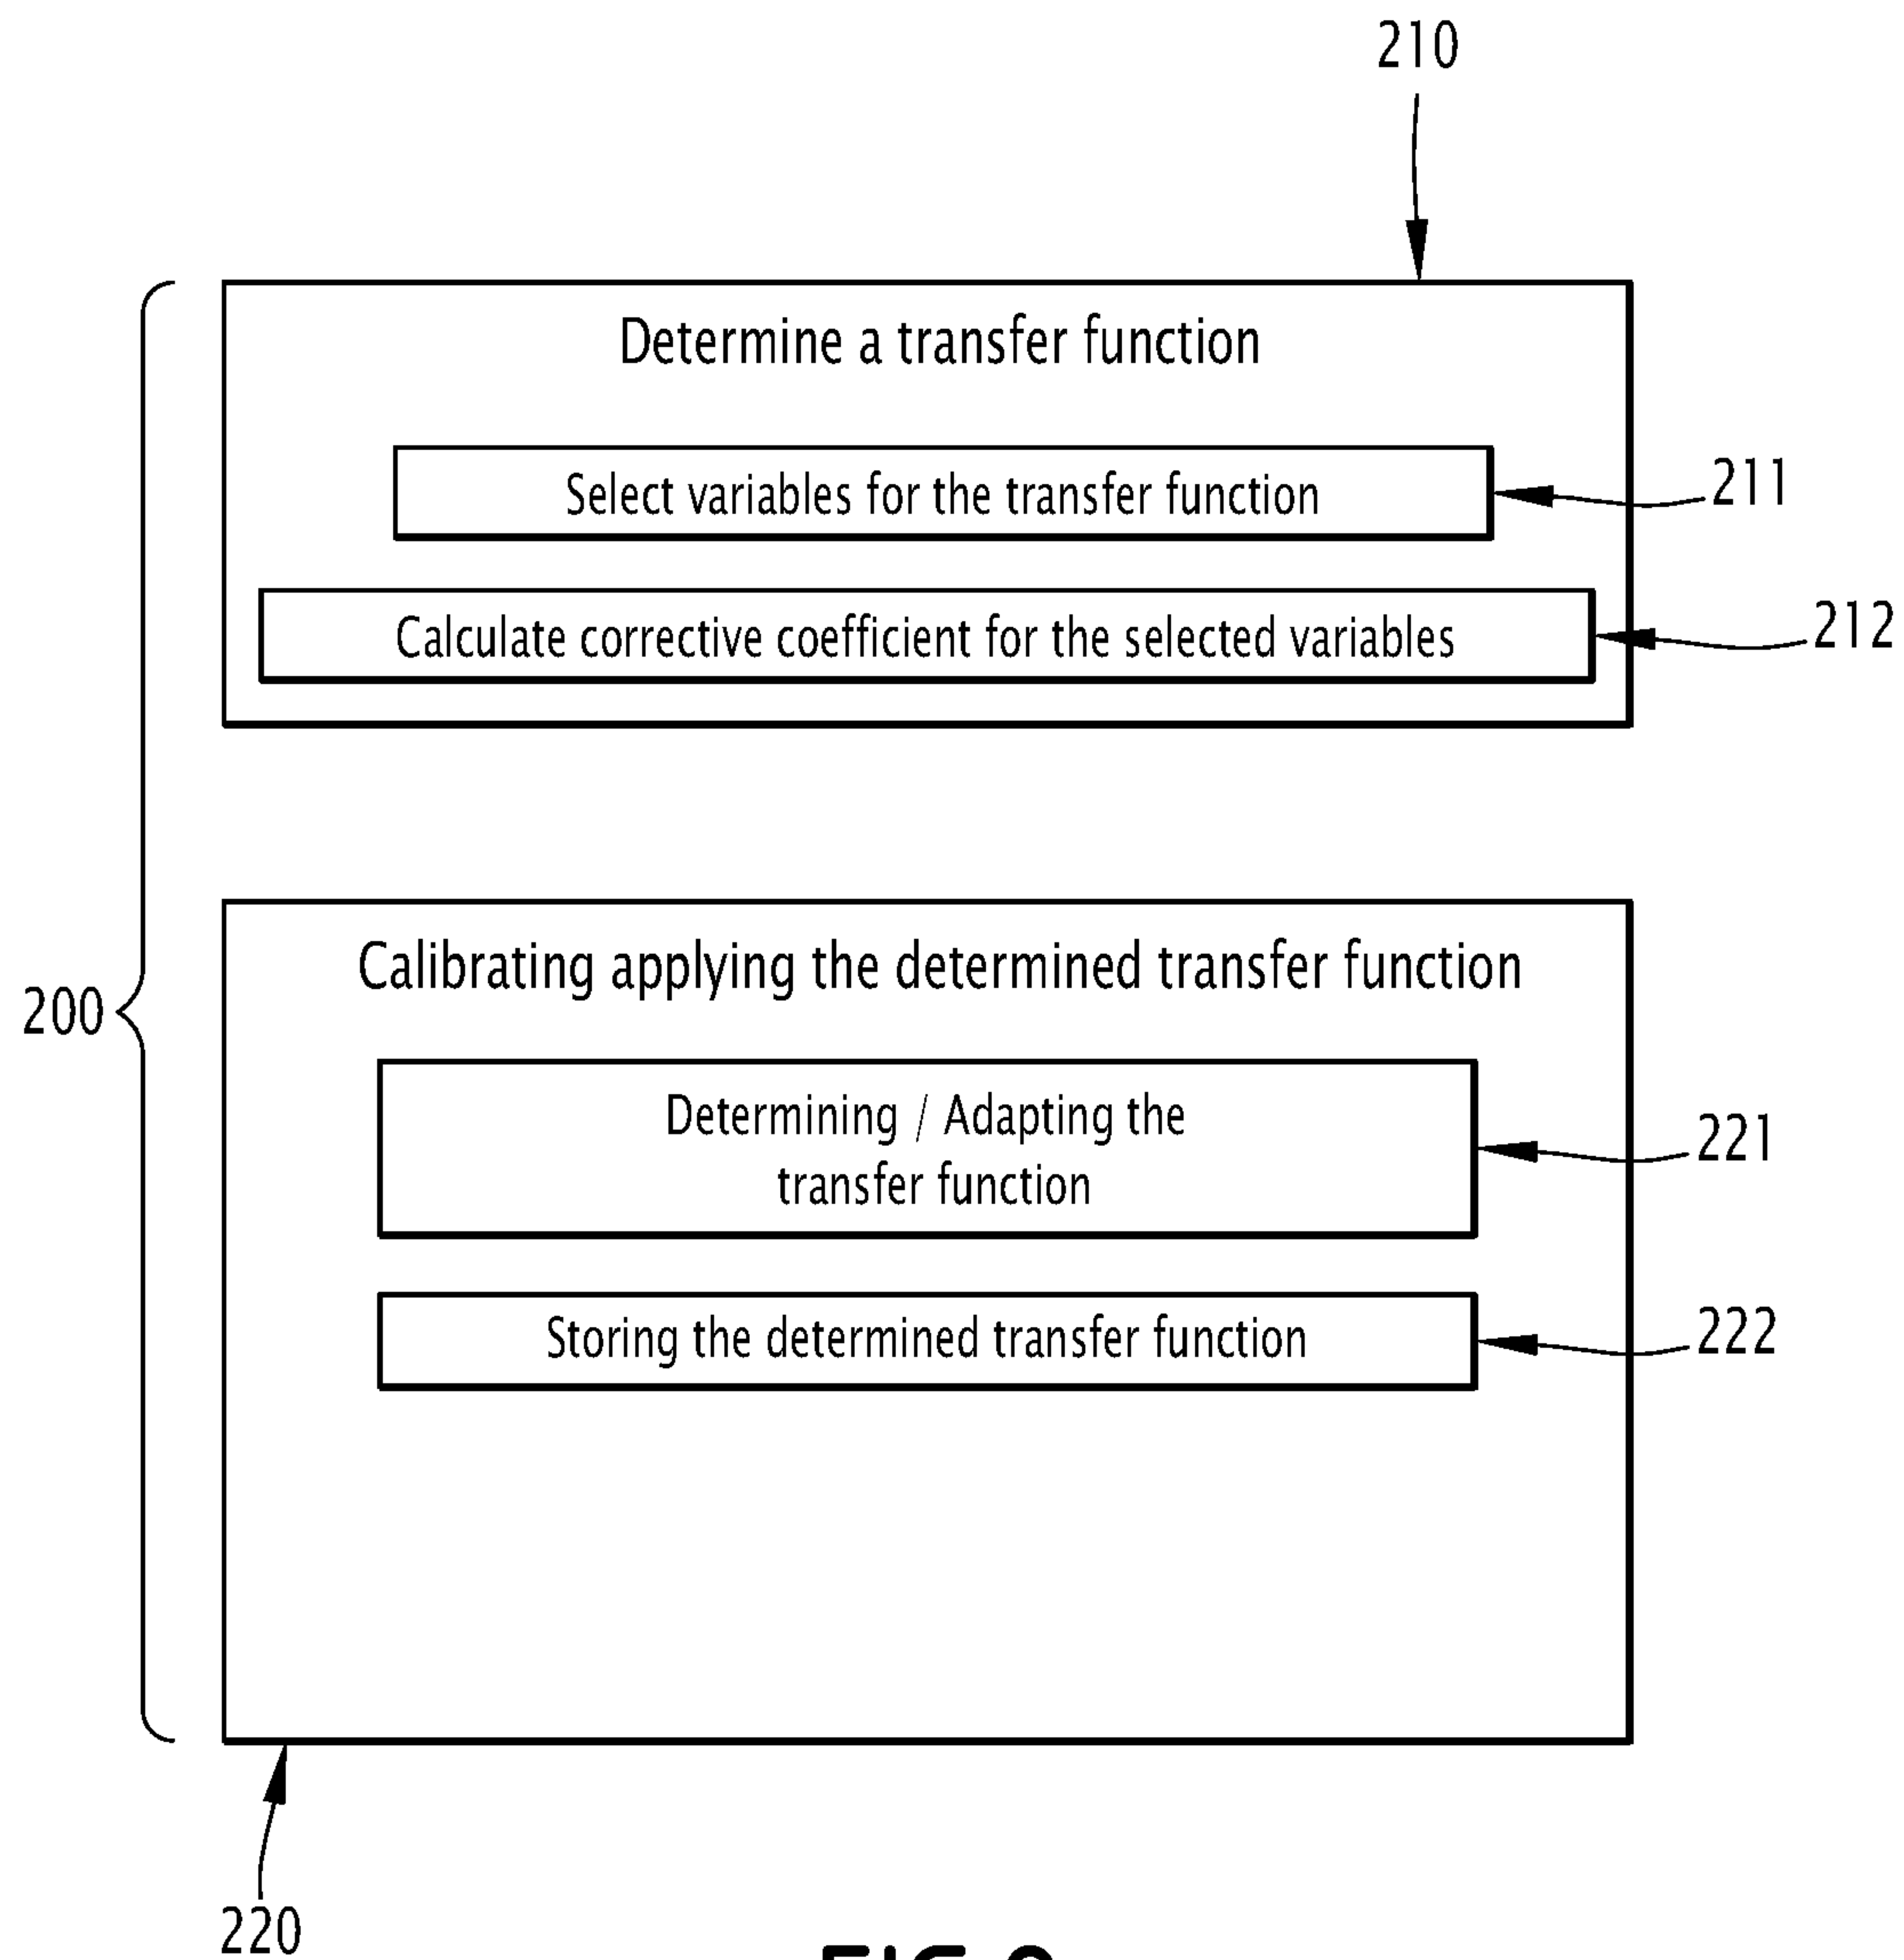 210
Determine a transfer function
Select variables for the transfer function
211
Calculate corrective coefficient for the selected variables
212
200
Calibrating applying the determined transfer function
Determining / Adapting the
transfer function
221
Storing the determined transfer function
222
220